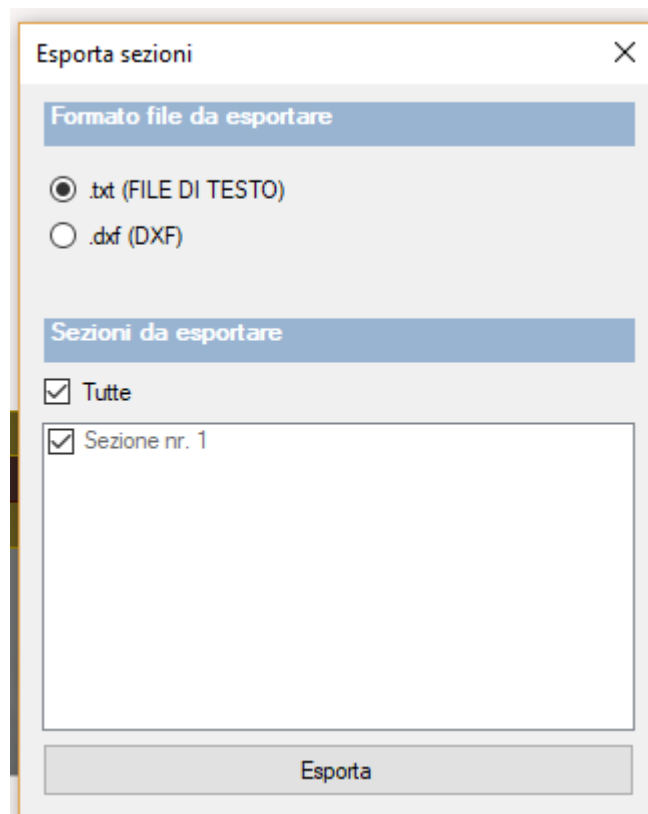 Esporta sezioni
Formato file da esportare
.txt (FILE DI TESTO)
.dxf (DXF)
Sezioni da esportare
Tutte
Sezione nr. 1
Esporta